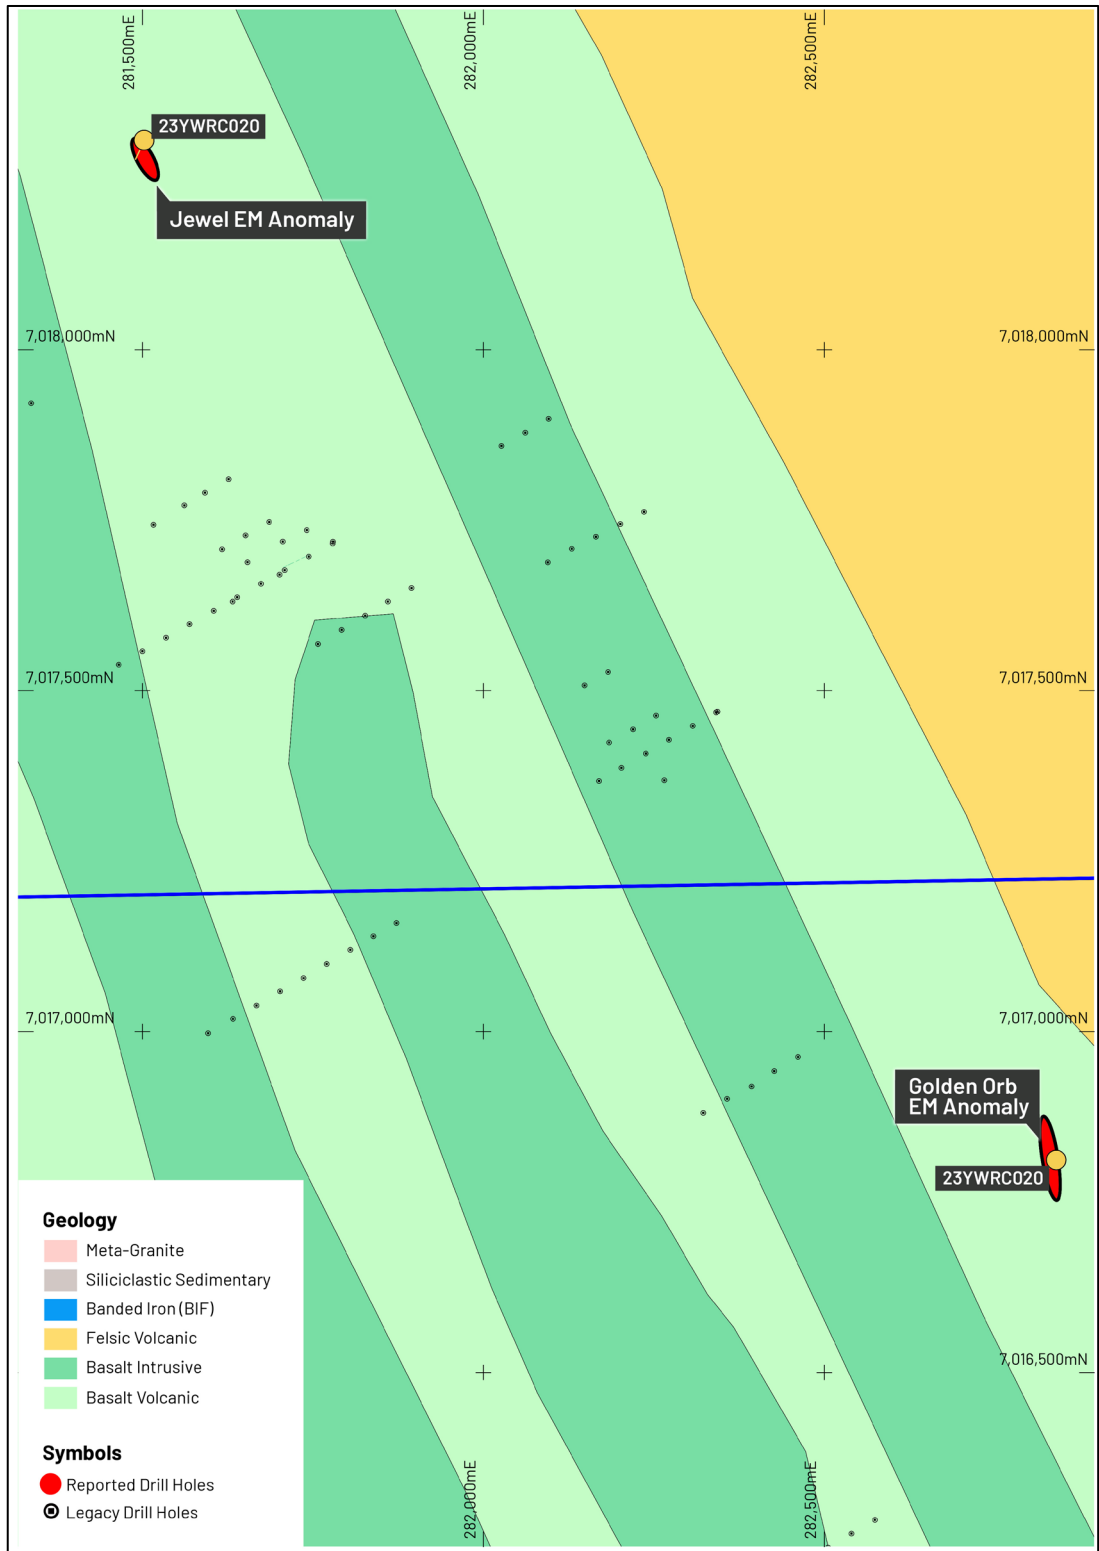 281,500mE
282,000mE
282,500mE
23YWRC020
Jewel EM Anomaly
7,018,000mN
7,018,000mN
7,017,500mN
7,017,500mN
7,017,000mN
7,017,000mN
Golden Orb
EM Anomaly
23YWRC020
Geology
Meta-Granite
Siliciclastic Sedimentary
Banded Iron (BIF)
Felsic Volcanic
Basalt Intrusive
Basalt Volcanic
7,016,500mN
Symbols
Reported Drill Holes
Legacy Drill Holes
282,000mE
282,500mE